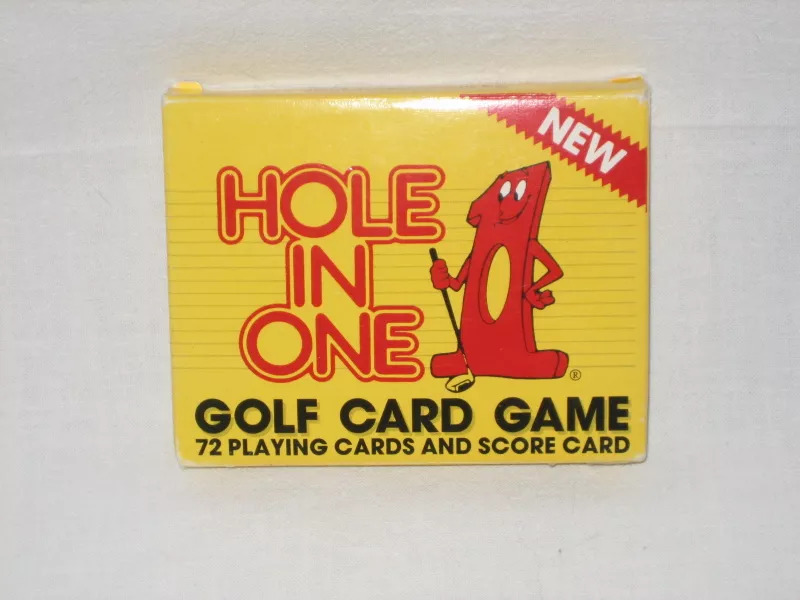 NEW
HOLE
IN
ONE
®
GOLF CARD GAME
72 PLAYING CARDS AND SCORE CARD